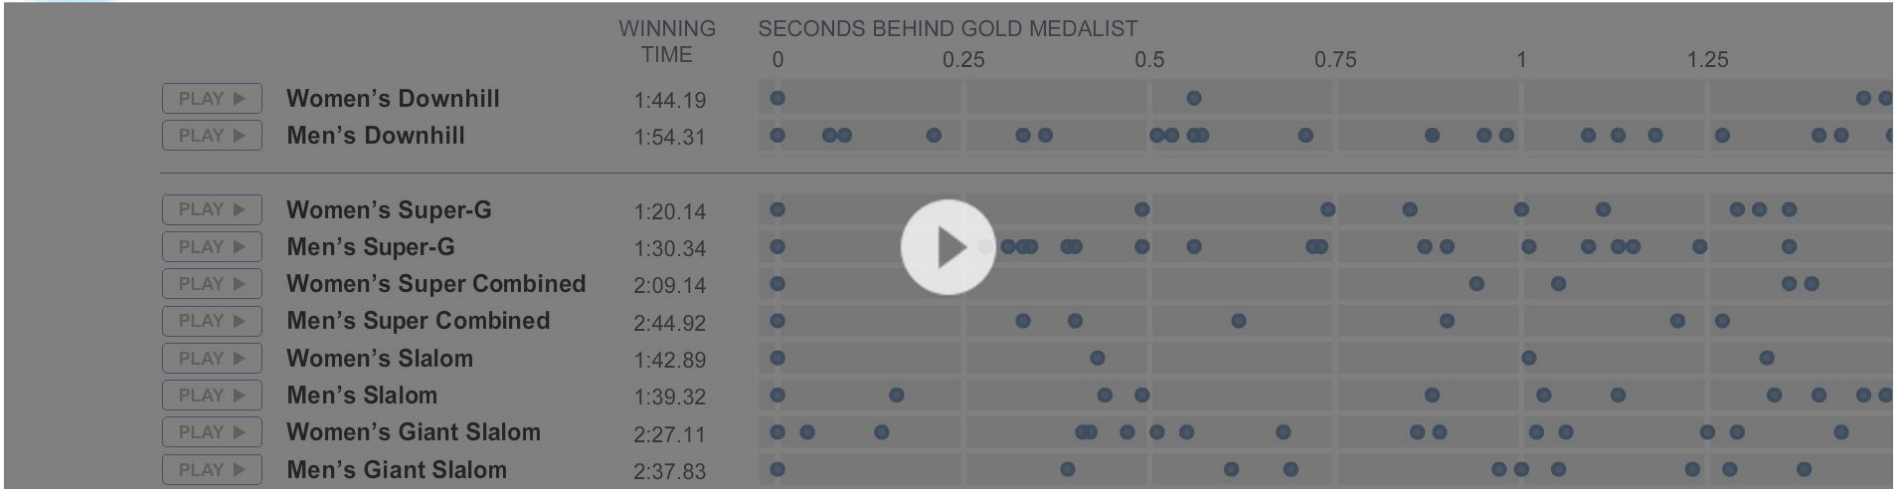 WINNING TIME SECONDS BEHIND GOLD MEDALIST
0 0.25 0.5 0.75 1 1.25
PLAY Women’s Downhill 1:44.19
PLAY Men’s Downhill 1:54.31
PLAY Women’s Super-G 1:20.14
PLAY Men’s Super-G 1:30.34
PLAY Women’s Super Combined 2:09.14
PLAY Men’s Super Combined 2:44.92
PLAY Women’s Slalom 1:42.89
PLAY Men’s Slalom 1:39.32
PLAY Women’s Giant Slalom 2:27.11
PLAY Men’s Giant Slalom 2:37.83